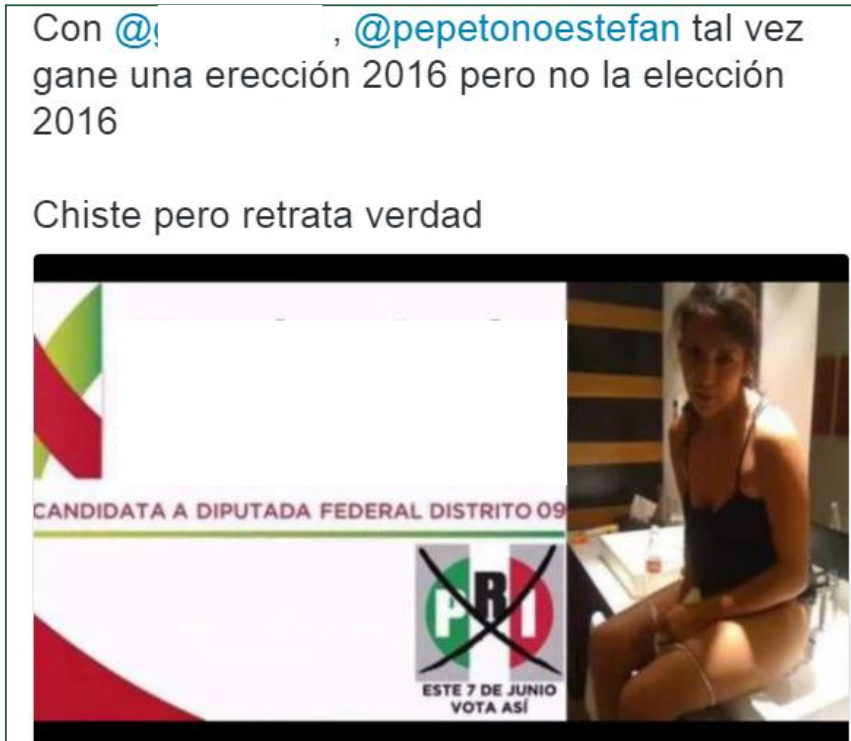 Con @g , @pepetonoestefan tal vez
gane una erección 2016 pero no la elección
2016
Chiste pero retrata verdad
CANDIDATA A DIPUTADA FEDERAL DISTRITO 09
PRI
ESTE 7 DE JUNIO
VOTA ASÍ